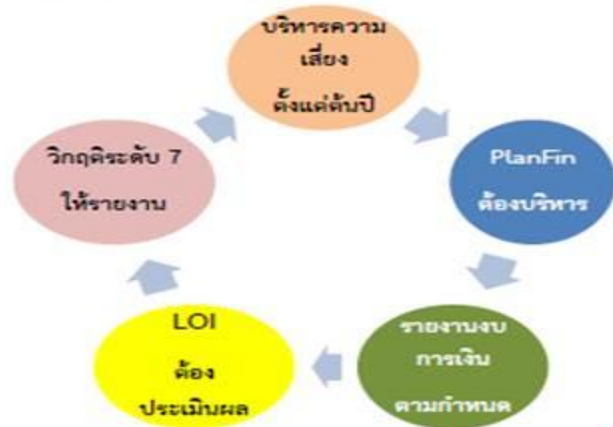 บริหารความ
เสี่ยง
ตั้งแต่ต้นปี
PlanFin
ต้องบริหาร
รายงานงบ
การเงิน
ตามกำหนด
LOI
ต้อง
ประเมินผล
วิกฤติระดับ 7
ให้รายงาน